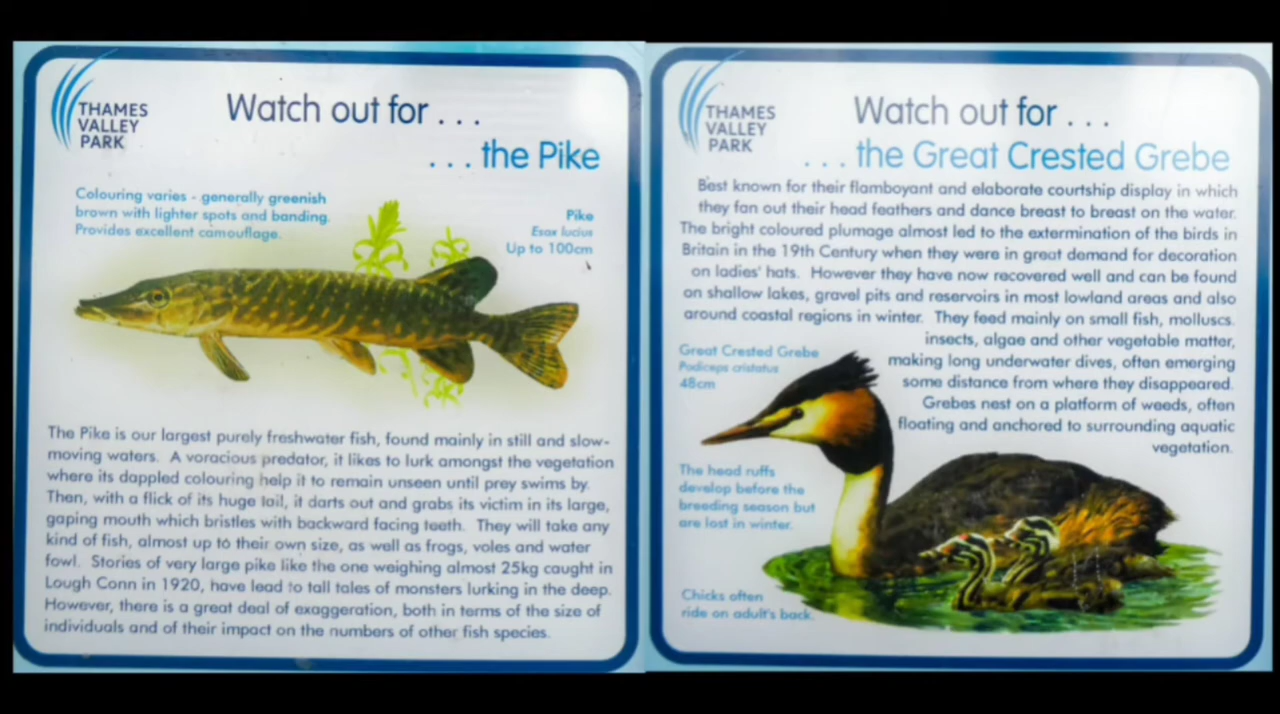 THAMES
VALLEY
PARK
Watch out for . . .
. . . the Pike
Colouring varies - generally greenish
brown with lighter spots and banding.
Provides excellent camouflage.
Pike
Esox lucius
Up to 100cm
The Pike is our largest purely freshwater fish, found mainly in still and slow-
moving waters. A voracious predator, it likes to lurk amongst the vegetation
where its dappled colouring help it to remain unseen until prey swims by.
Then, with a flick of its huge tail, it darts out and grabs its victim in its large,
gaping mouth which bristles with backward facing teeth. They will take any
kind of fish, almost up to their own size, as well as frogs, voles and water
fowl. Stories of very large pike like the one weighing almost 25kg caught in
Lough Conn in 1920, have lead to tall tales of monsters lurking in the deep.
However, there is a great deal of exaggeration, both in terms of the size of
individuals and of their impact on the numbers of other fish species.
THAMES
VALLEY
PARK
Watch out for . . .
. . . the Great Crested Grebe
Best known for their flamboyant and elaborate courtship display in which
they fan out their head feathers and dance breast to breast on the water.
The bright coloured plumage almost led to the extermination of the birds in
Britain in the 19th Century when they were in great demand for decoration
on ladies' hats. However they have now recovered well and can be found
on shallow lakes, gravel pits and reservoirs in most lowland areas and also
around coastal regions in winter. They feed mainly on small fish, molluscs,
insects, algae and other vegetable matter,
making long underwater dives, often emerging
some distance from where they disappeared.
Grebes nest on a platform of weeds, often
floating and anchored to surrounding aquatic
vegetation.
Great Crested Grebe
Podiceps cristatus
48cm
The head ruffs
develop before the
breeding season but
are lost in winter.
Chicks often
ride on adult's back.